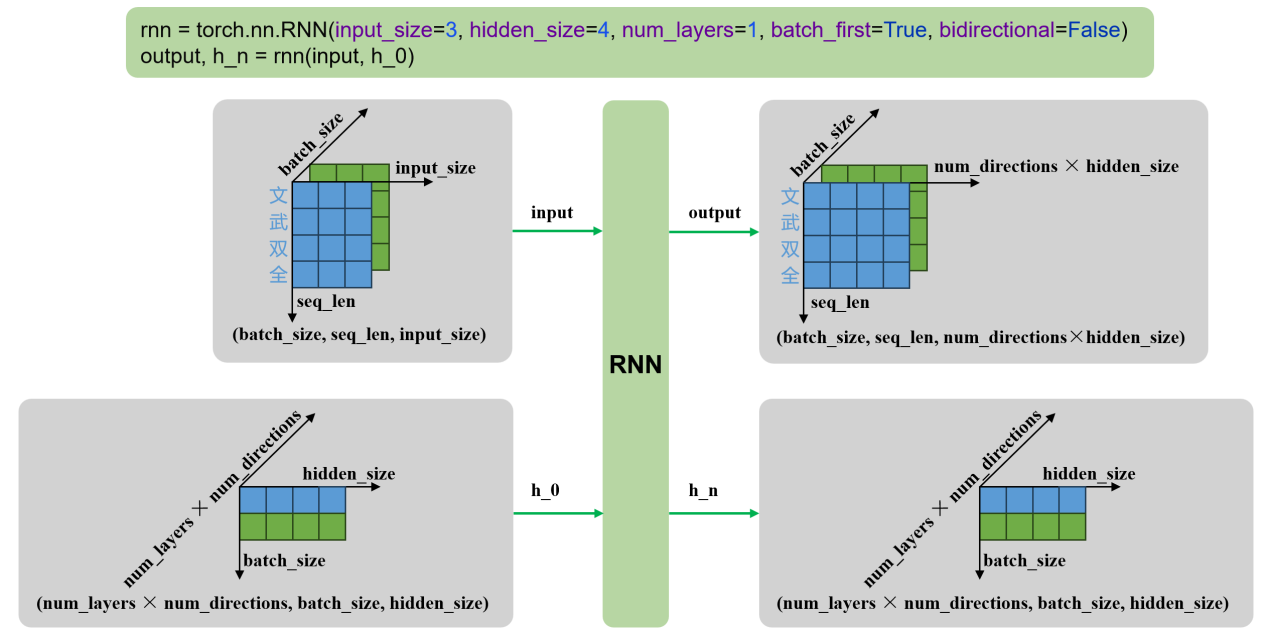 rnn = torch.nn.RNN(input_size=3, hidden_size=4, num_layers=1, batch_first=True, bidirectional=False)
output, h_n = rnn(input, h_0)
batch_size
input_size
文
武
双
全
seq_len
(batch_size, seq_len, input_size)
input
RNN
output
batch_size
num_directions × hidden_size
文
武
双
全
seq_len
(batch_size, seq_len, num_directions×hidden_size)
num_layers × num_directions
hidden_size
batch_size
(num_layers × num_directions, batch_size, hidden_size)
h_0
h_n
num_layers × num_directions
hidden_size
batch_size
(num_layers × num_directions, batch_size, hidden_size)